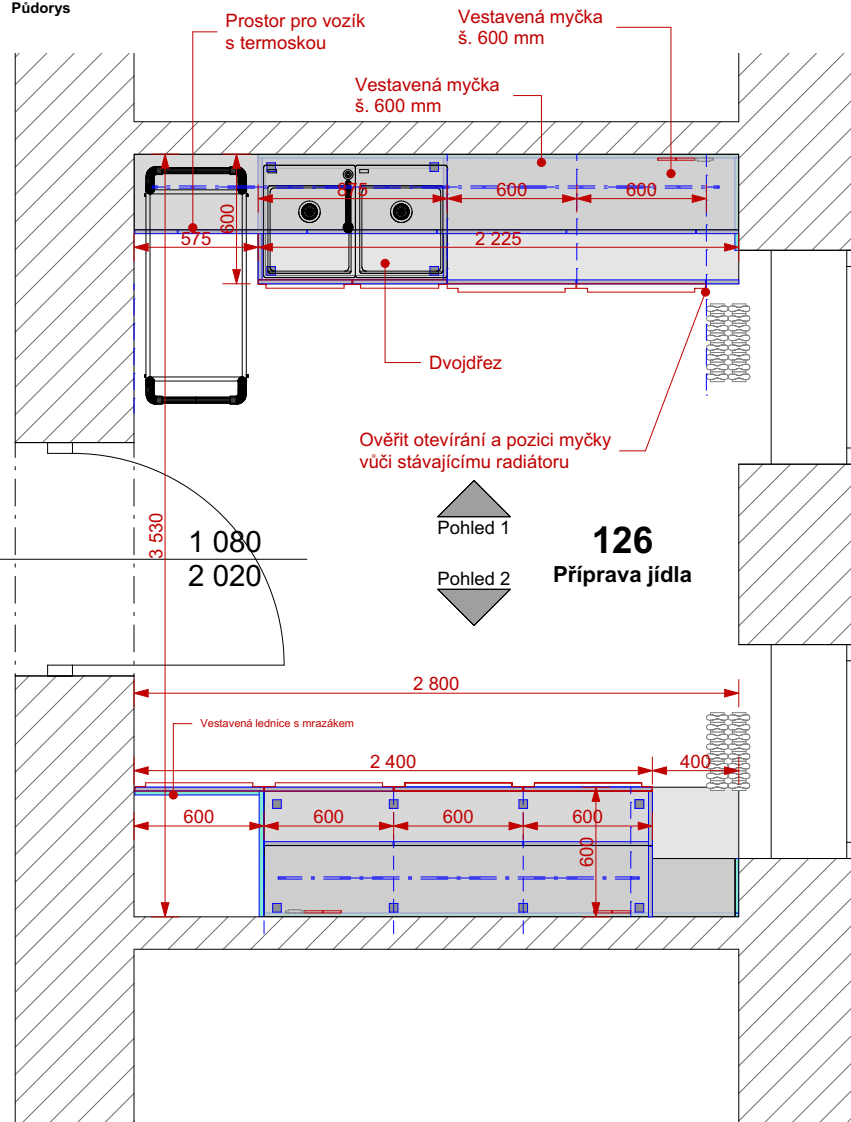 Půdorys
Prostor pro vozík
s termoskou
Vestavená myčka
š. 600 mm
Vestavená myčka
š. 600 mm
875
600
600
600
575
2 225
Dvojdřez
Ověřit otevírání a pozici myčky
vůči stávajícímu radiátoru
3 530
1 080
2 020
Pohled 1
Pohled 2
126
Příprava jídla
2 800
Vestavená lednice s mrazákem
2 400
400
600
600
600
600
600